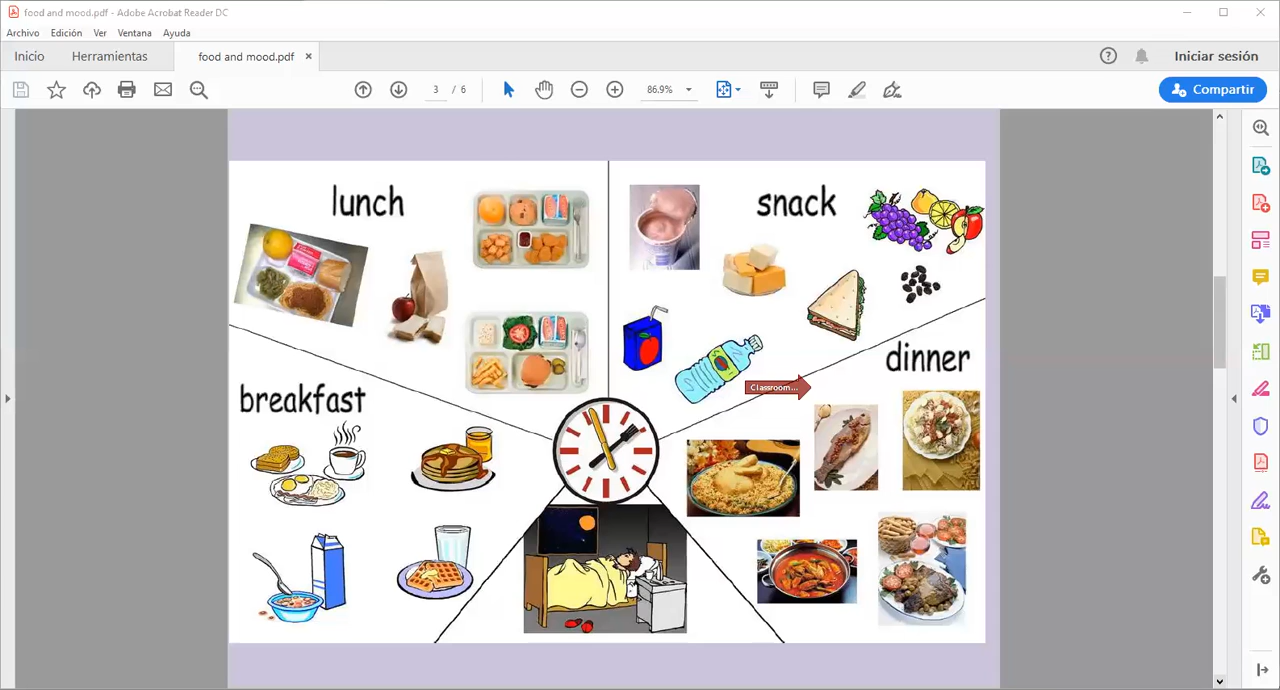 food and mood.pdf - Adobe Acrobat Reader DC
Archivo Edición Ver Ventana Ayuda
Inicio Herramientas food and mood.pdf × Iniciar sesión
3 / 6 86.9% Compartir
lunch
snack
Classroom...
dinner
breakfast